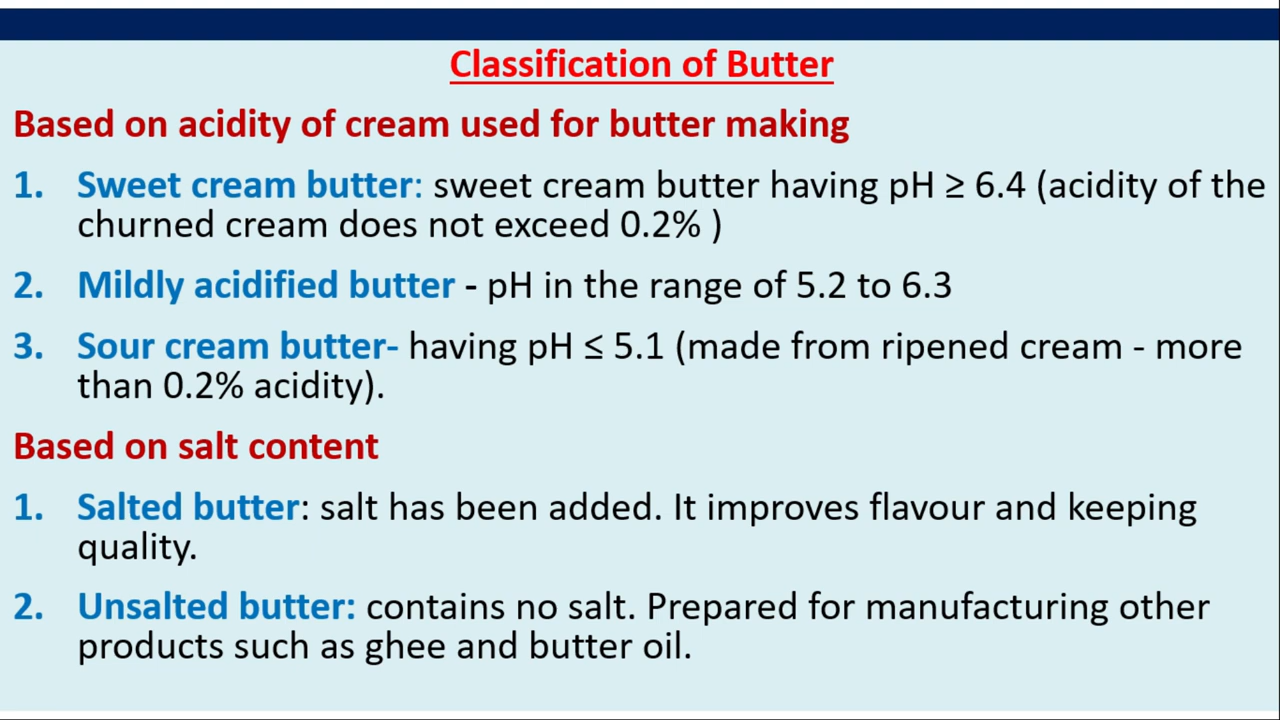 Classification of Butter
Based on acidity of cream used for butter making
1. Sweet cream butter: sweet cream butter having pH ≥ 6.4 (acidity of the
churned cream does not exceed 0.2% )
2. Mildly acidified butter - pH in the range of 5.2 to 6.3
3. Sour cream butter- having pH ≤ 5.1 (made from ripened cream - more
than 0.2% acidity).
Based on salt content
1. Salted butter: salt has been added. It improves flavour and keeping
quality.
2. Unsalted butter: contains no salt. Prepared for manufacturing other
products such as ghee and butter oil.